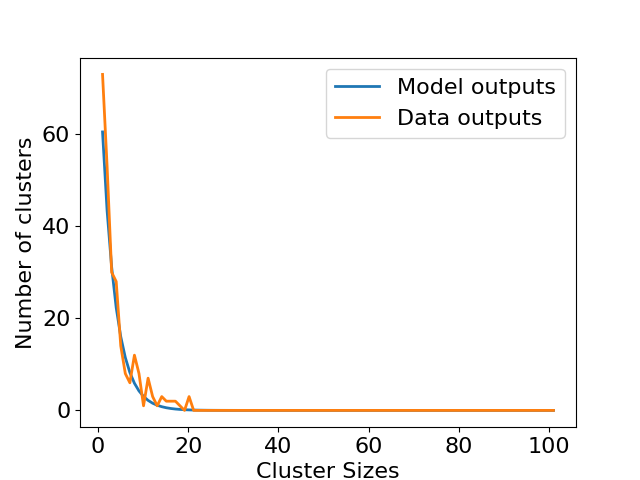 Model outputs
Data outputs
Number of clusters
60
40
20
0
0 20 40 60 80 100
Cluster Sizes